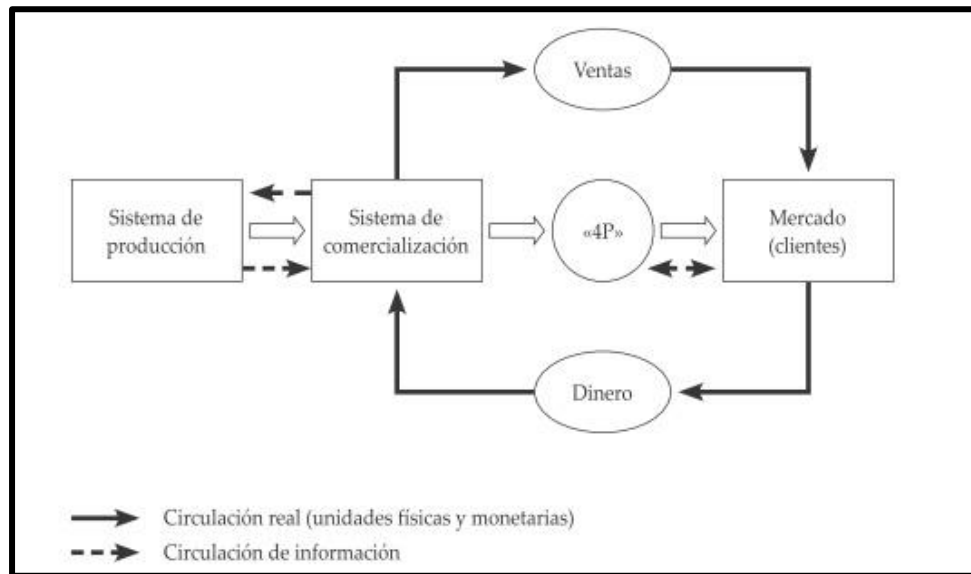 Ventas
Sistema de
producción
Sistema de
comercialización
«4P»
Mercado
(clientes)
Dinero
Circulación real (unidades físicas y monetarias)
Circulación de información